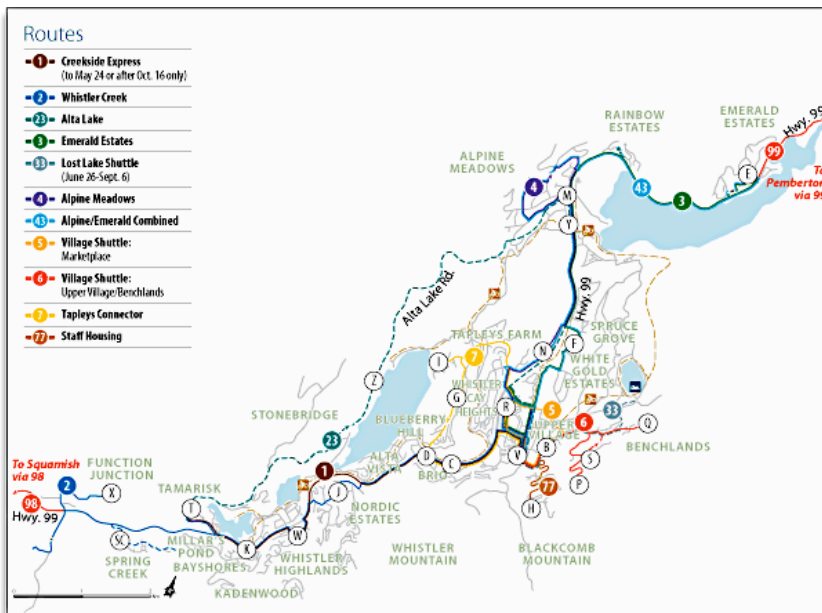 Routes
1 Creekside Express
(to May 24 or after Oct. 16 only)
2 Whistler Creek
23 Alta Lake
3 Emerald Estates
33 Lost Lake Shuttle
(June 26-Sept. 6)
4 Alpine Meadows
43 Alpine/Emerald Combined
5 Village Shuttle:
Marketplace
6 Village Shuttle:
Upper Village/Benchlands
7 Tapleys Connector
77 Staff Housing
RAINBOW
ESTATES
EMERALD
ESTATES
Hwy. 99
99
To
Pemberton
via 99
E
ALPINE
MEADOWS
4
43
3
M
Y
Alta Lake Rd.
Hwy. 99
TAPLEYS FARM
SPRUCE
GROVE
N
F
7
I
Z
WHITE
GOLD
ESTATES
WHISTLER
CAY
HEIGHTS
G
R
5
33
6
Q
STONEBRIDGE
BLUEBERRY
HILL
UPPER
VILLAGE
BENCHLANDS
23
ALTA
VISTA
D
C
BRIO
V
B
S
P
To Squamish
via 98
FUNCTION
JUNCTION
1
77
H
2
X
TAMARISK
J
98
Hwy. 99
T
NORDIC
ESTATES
SC
SPRING
CREEK
MILLAR'S
POND
BAYSHORES
K
W
WHISTLER
HIGHLANDS
WHISTLER
MOUNTAIN
BLACKCOMB
MOUNTAIN
KADENWOOD